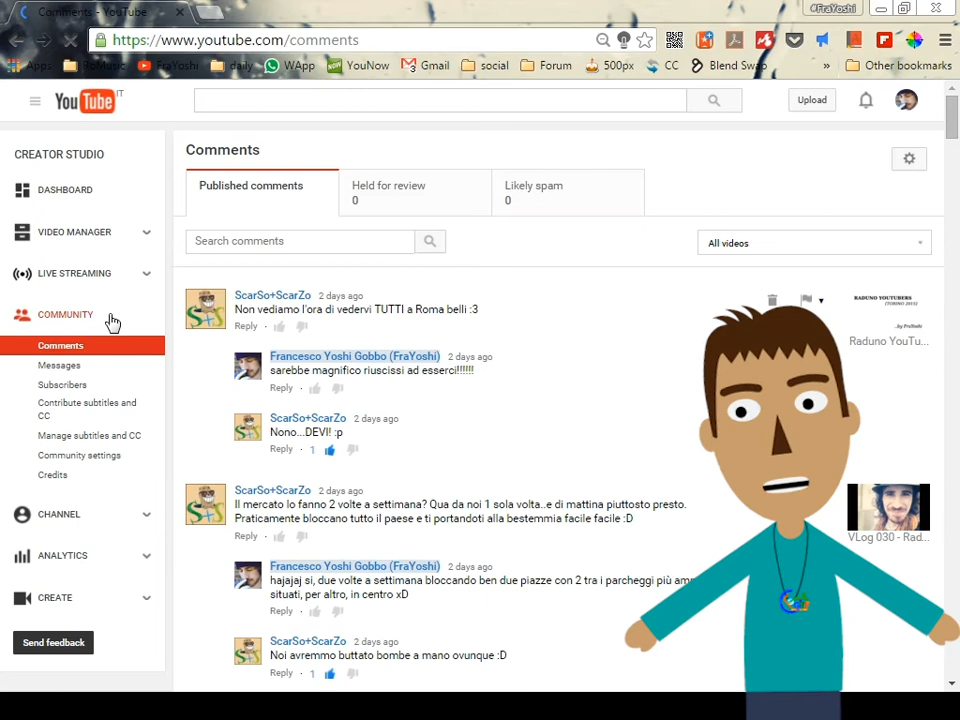 Comments - YouTube
#FraYoshi
https://www.youtube.com/comments
Apps RoMusic FraYoshi daily WApp YouNow Gmail social Forum 500px CC Blend Swap » Other bookmarks
YouTube IT
Upload
CREATOR STUDIO
DASHBOARD
VIDEO MANAGER
LIVE STREAMING
COMMUNITY
Comments
Messages
Subscribers
Contribute subtitles and
CC
Manage subtitles and CC
Community settings
Credits
CHANNEL
ANALYTICS
CREATE
Send feedback
Comments
Published comments
Held for review
0
Likely spam
0
Search comments
All videos
ScarSo+ScarZo 2 days ago
Non vediamo l'ora di vedervi TUTTI a Roma belli :3
Reply
RADUNO YOUTUBERS
Raduno YouTu...
Francesco Yoshi Gobbo (FraYoshi) 2 days ago
sarebbe magnifico riuscissi ad esserci!!!!!!
Reply
ScarSo+ScarZo 2 days ago
Nono...DEVI! :p
Reply 1
ScarSo+ScarZo 2 days ago
Il mercato lo fanno 2 volte a settimana? Qua da noi 1 sola volta..e di mattina piuttosto presto.
Praticamente bloccano tutto il paese e ti portandoti alla bestemmia facile facile :D
Reply
VLog 030 - Rad...
Francesco Yoshi Gobbo (FraYoshi) 2 days ago
hajajaj si, due volte a settimana bloccando ben due piazze con 2 tra i parcheggi più
situati, per altro, in centro xD
Reply
ScarSo+ScarZo 2 days ago
Noi avremmo buttato bombe a mano ovunque :D
Reply 1